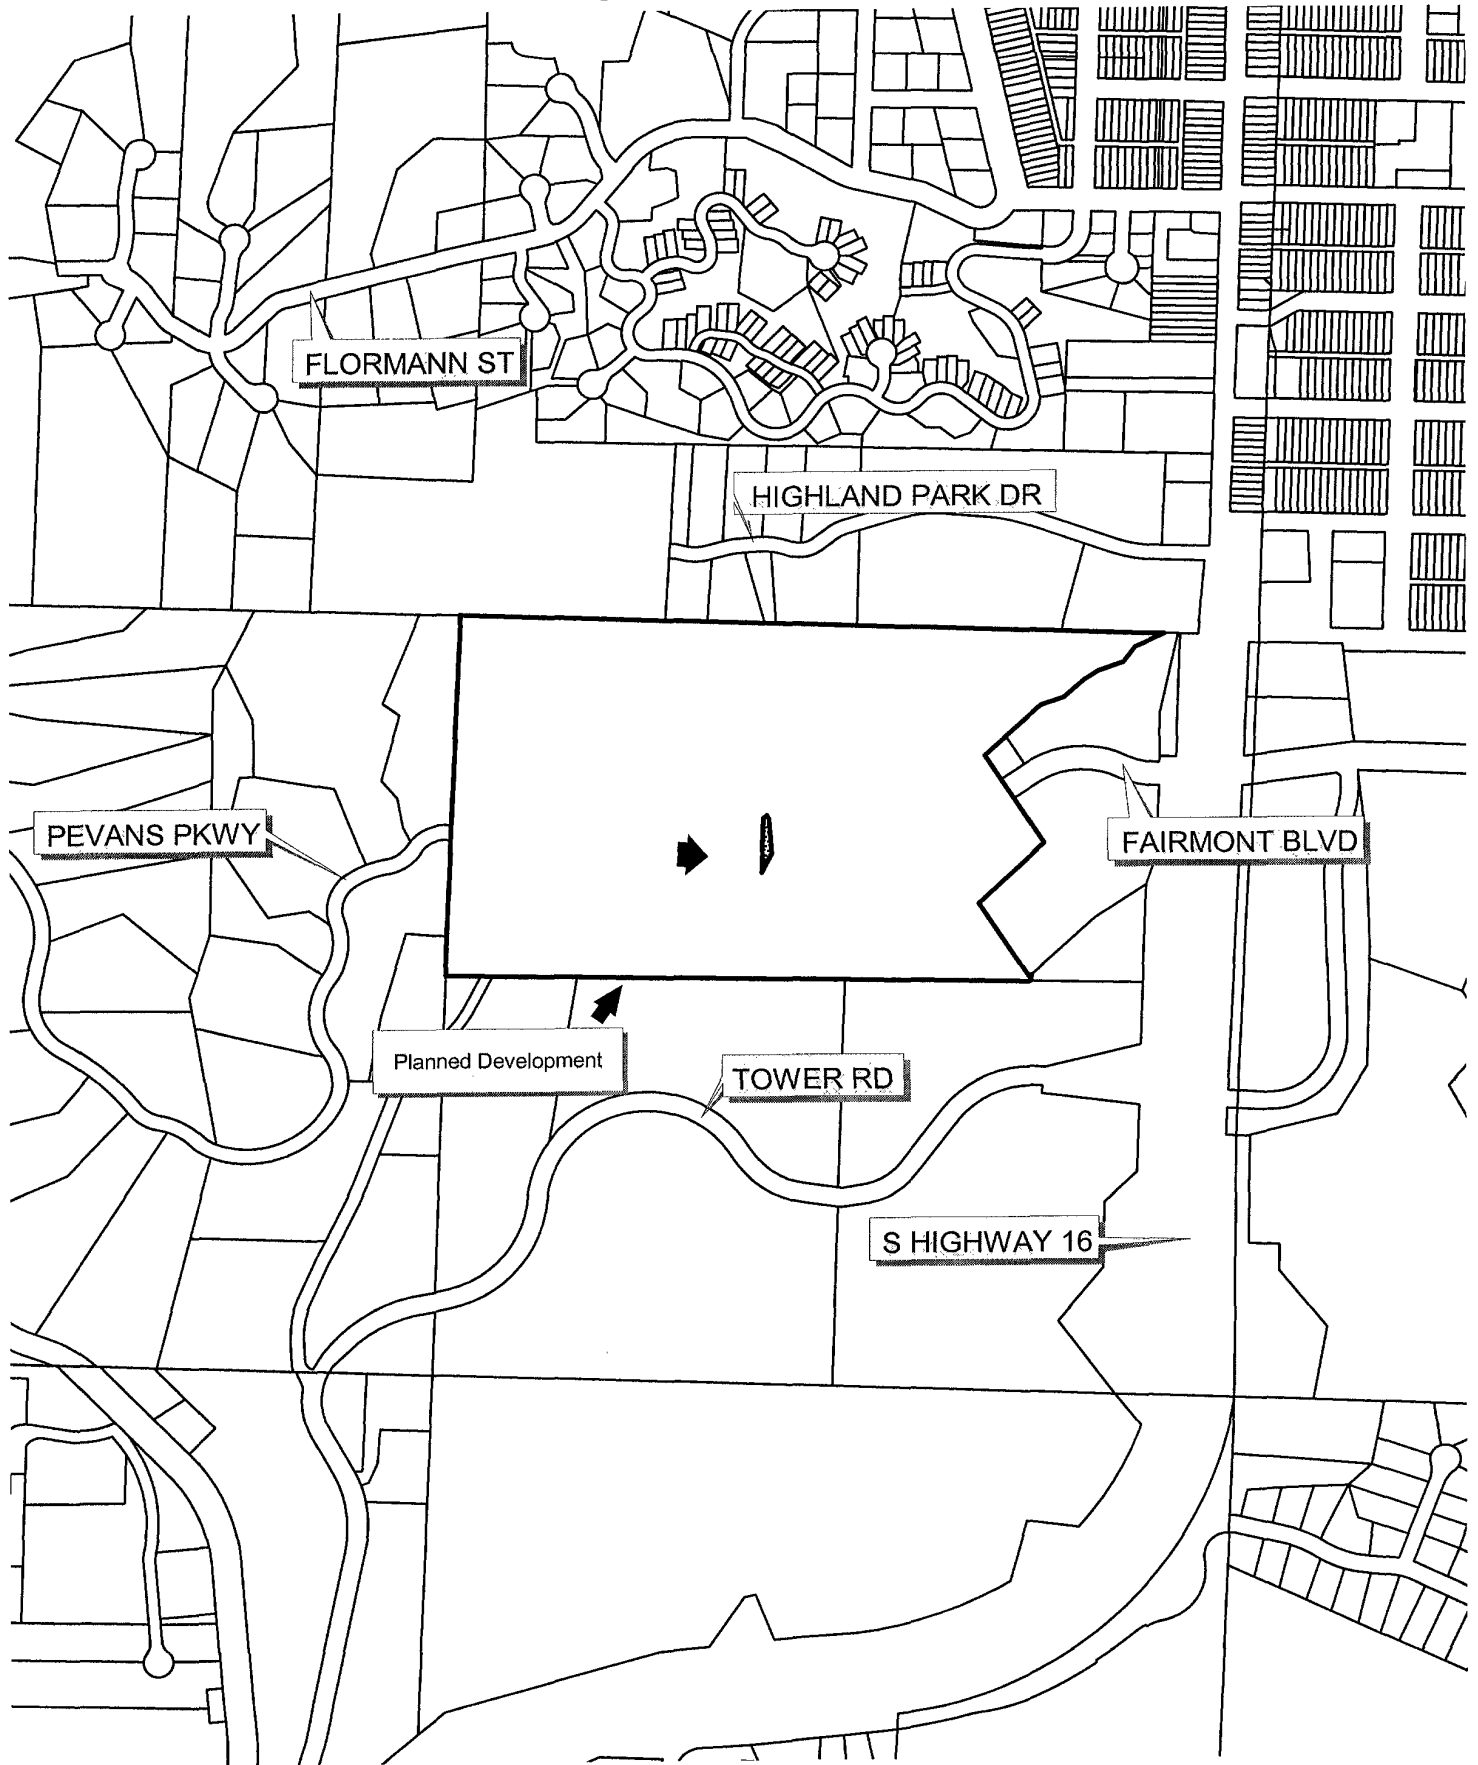 FLORMANN ST
HIGHLAND PARK DR
PEVANS PKWY
FAIRMONT BLVD
Planned Development
TOWER RD
S HIGHWAY 16